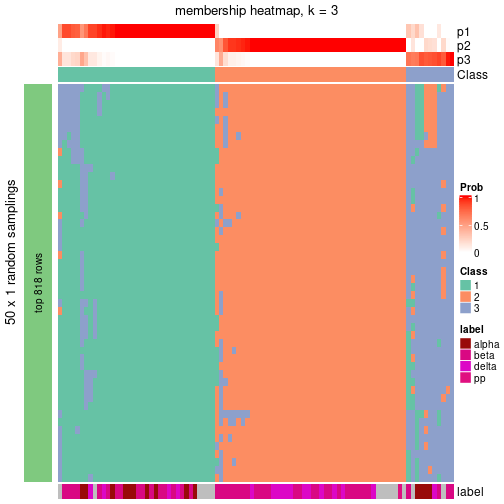 membership heatmap, k = 3
p1
p2
p3
Class
50 x 1 random samplings
top 818 rows
Prob
1
0.5
0
Class
1
2
3
label
alpha
beta
delta
pp
label